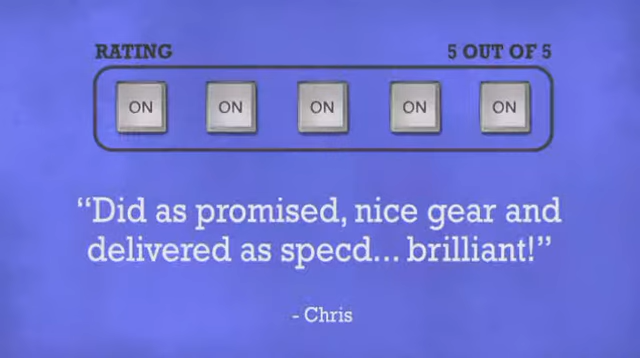 RATING 5 OUT OF 5
ON ON ON ON ON
“Did as promised, nice gear and
delivered as specd... brilliant!”
- Chris